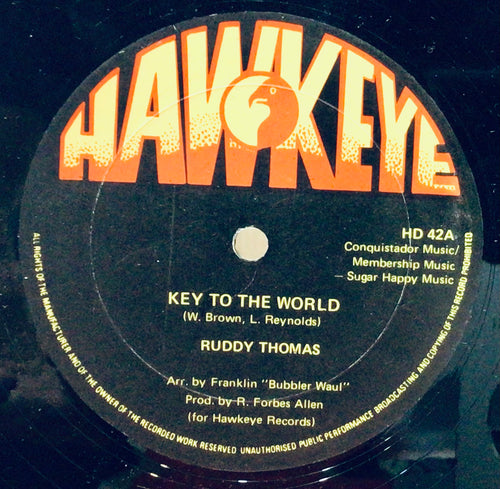 HAWKEYE
HD 42A
Conquistador Music/
Membership Music
– Sugar Happy Music
KEY TO THE WORLD
(W. Brown, L. Reynolds)
RUDDY THOMAS
Arr. by Franklin "Bubbler Waul"
Prod. by R. Forbes Allen
(for Hawkeye Records)
ALL RIGHTS OF THE MANUFACTURER AND OF THE OWNER OF THE RECORDED WORK RESERVED UNAUTHORISED PUBLIC PERFORMANCE BROADCASTING AND COPYING OF THIS RECORD PROHIBITED